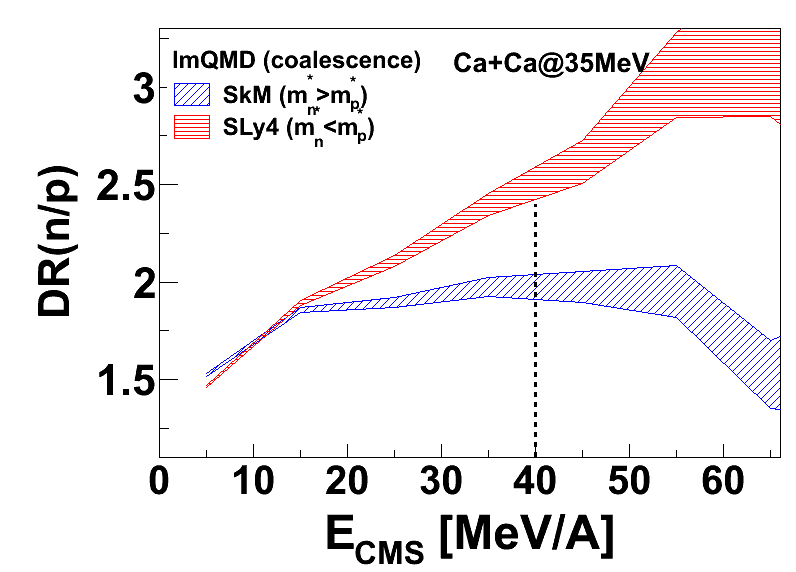 ImQMD (coalescence)
Ca+Ca@35MeV
SkM (m*n>m*p)
SLy4 (m*n<m*p)
DR(n/p)
3
2.5
2
1.5
0 10 20 30 40 50 60
E_CMS [MeV/A]